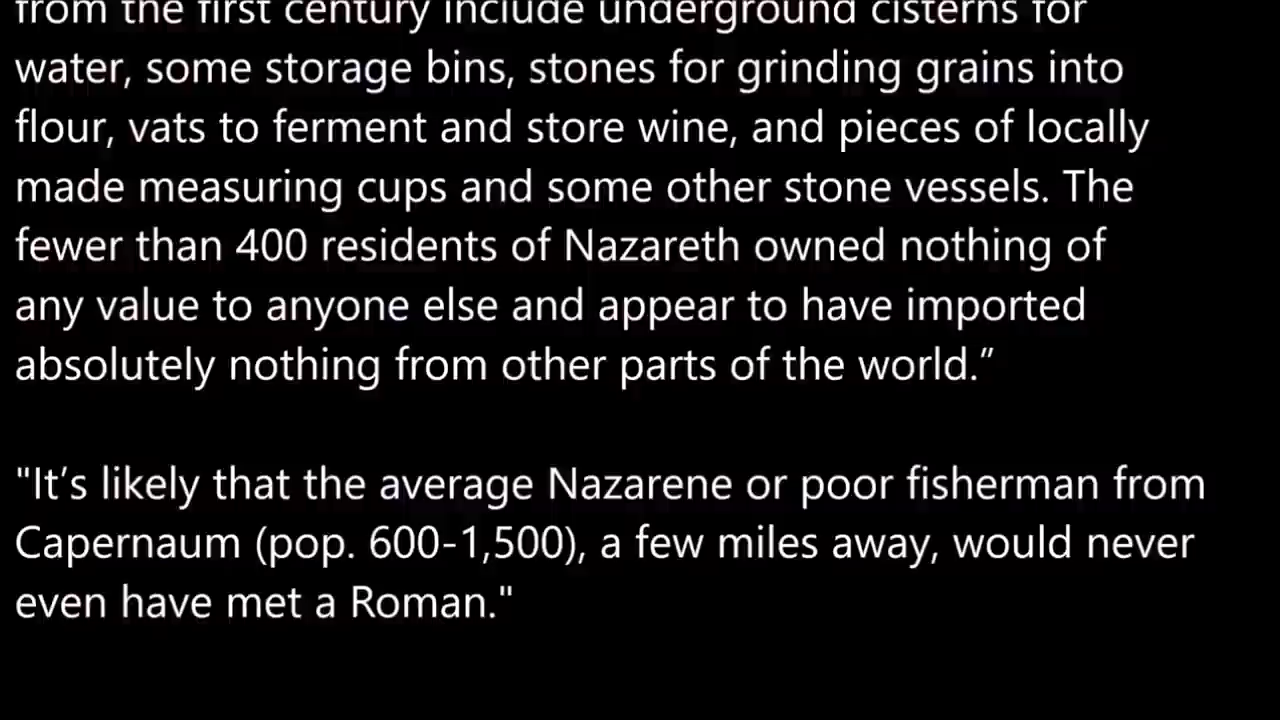 from the first century include underground cisterns for
water, some storage bins, stones for grinding grains into
flour, vats to ferment and store wine, and pieces of locally
made measuring cups and some other stone vessels. The
fewer than 400 residents of Nazareth owned nothing of
any value to anyone else and appear to have imported
absolutely nothing from other parts of the world.”
"It’s likely that the average Nazarene or poor fisherman from
Capernaum (pop. 600-1,500), a few miles away, would never
even have met a Roman."